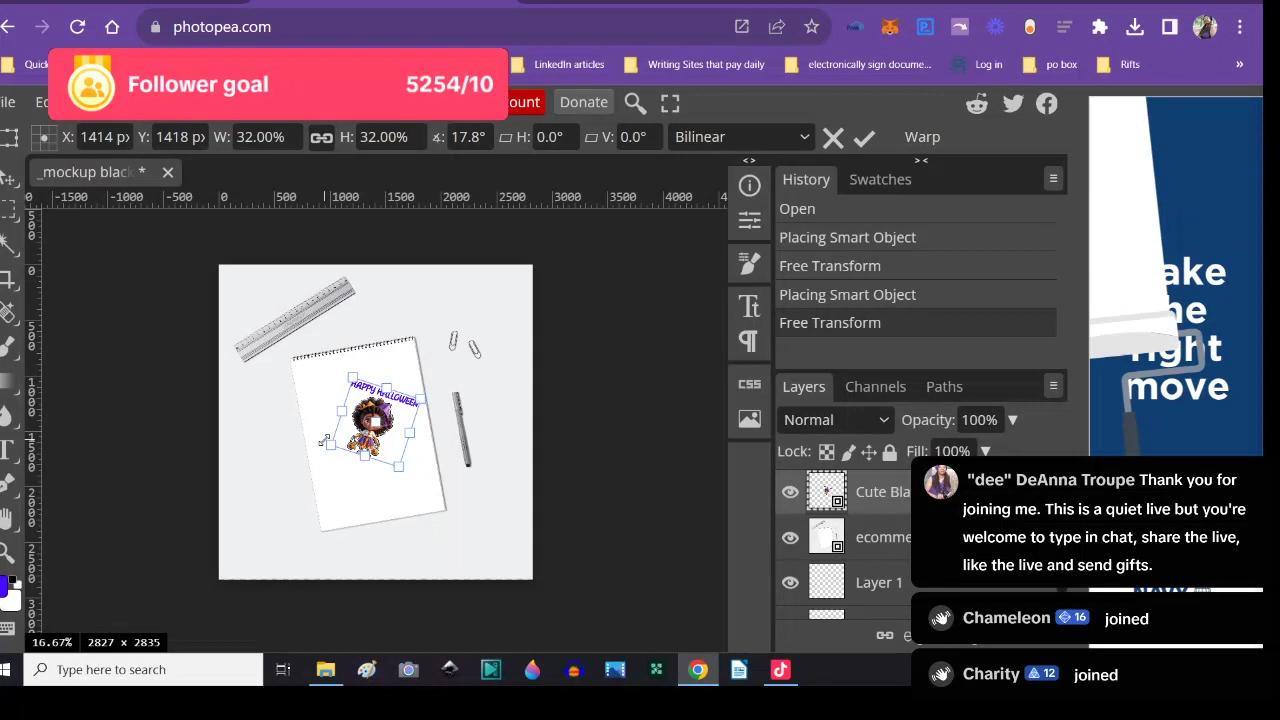 photopea.com
Quick
LinkedIn articles
Writing Sites that pay daily
electronically sign docume...
Log in
po box
Rifts
»
Follower goal
5254/10
ile
Ed
ount
Donate
X: 1414 px
Y: 1418 px
W: 32.00%
H: 32.00%
∡: 17.8°
H: 0.0°
V: 0.0°
Bilinear
Warp
_mockup black *
<>
> <
-1500 -1000 -500 0 500 1000 1500 2000 2500 3000 3500 4000 4
History
Swatches
Open
Placing Smart Object
Free Transform
Placing Smart Object
Free Transform
HAPPY HALLOWEEN
CSS
Layers
Channels
Paths
Normal
Opacity: 100%
Lock:
Fill: 100%
Cute Bla
ecomme
Layer 1
ake
he
right
move
"dee" DeAnna Troupe Thank you for
joining me. This is a quiet live but you're
welcome to type in chat, share the live,
like the live and send gifts.
Chameleon 16 joined
Charity 12 joined
16.67%
2827 × 2835
Type here to search